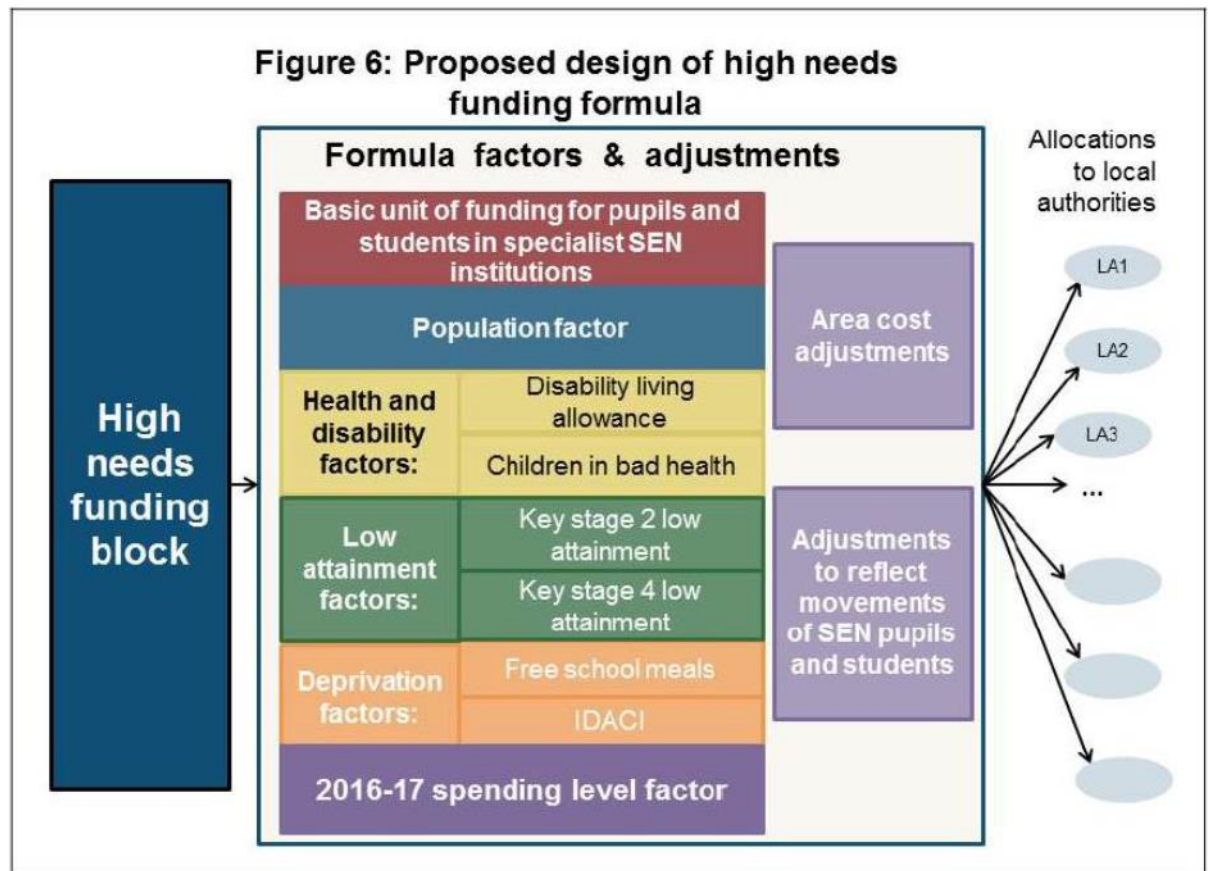 Figure 6: Proposed design of high needs
funding formula
High
needs
funding
block
Formula factors & adjustments
Basic unit of funding for pupils and
students in specialist SEN
institutions
Population factor
Health and
disability
factors:
Disability living
allowance
Children in bad health
Low
attainment
factors:
Key stage 2 low
attainment
Key stage 4 low
attainment
Deprivation
factors:
Free school meals
IDACI
2016-17 spending level factor
Area cost
adjustments
Adjustments
to reflect
movements
of SEN pupils
and students
Allocations
to local
authorities
LA1
LA2
LA3
...